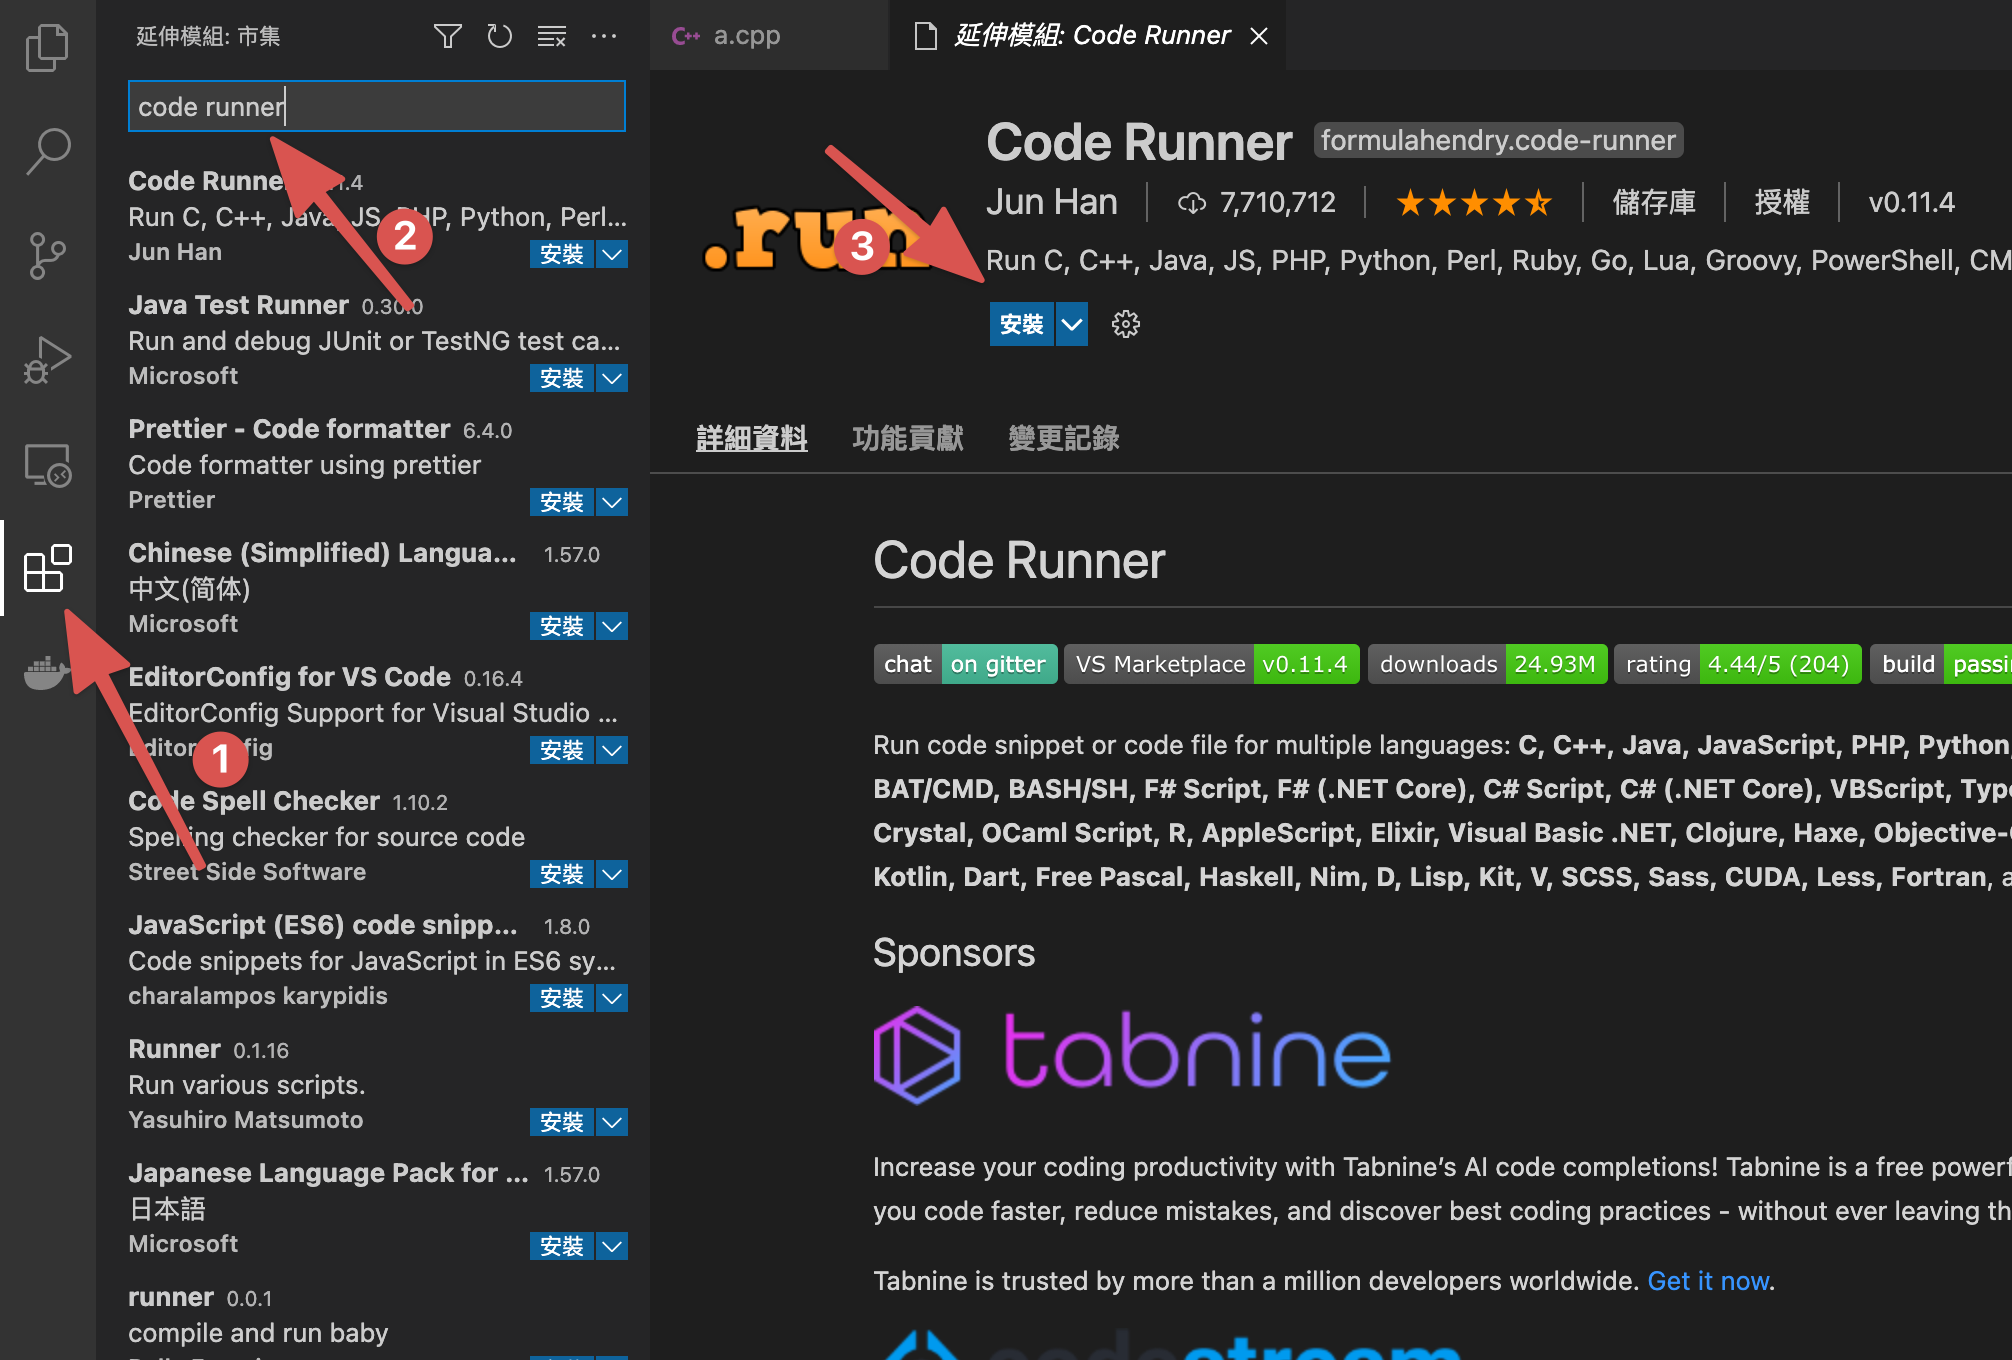 延伸模組: 市集
code runner
Code Runner
Run C, C++, Java, JS, PHP, Python, Perl...
Jun Han
安裝
Java Test Runner 0.30.0
Run and debug JUnit or TestNG test ca...
Microsoft
安裝
Prettier - Code formatter 6.4.0
Code formatter using prettier
Prettier
安裝
Chinese (Simplified) Langua... 1.57.0
中文(简体)
Microsoft
安裝
EditorConfig for VS Code 0.16.4
EditorConfig Support for Visual Studio ...
EditorConfig
安裝
Code Spell Checker 1.10.2
Spelling checker for source code
Street Side Software
安裝
JavaScript (ES6) code snipp... 1.8.0
Code snippets for JavaScript in ES6 sy...
charalampos karypidis
安裝
Runner 0.1.16
Run various scripts.
Yasuhiro Matsumoto
安裝
Japanese Language Pack for ... 1.57.0
日本語
Microsoft
安裝
runner 0.0.1
compile and run baby
1
2
3
C++ a.cpp
延伸模組: Code Runner
.run
Code Runner formulahendry.code-runner
Jun Han 7,710,712 儲存庫 授權 v0.11.4
Run C, C++, Java, JS, PHP, Python, Perl, Ruby, Go, Lua, Groovy, PowerShell, CM
安裝
詳細資料 功能貢獻 變更記錄
Code Runner
chat on gitter VS Marketplace v0.11.4 downloads 24.93M rating 4.44/5 (204) build passi
Run code snippet or code file for multiple languages: C, C++, Java, JavaScript, PHP, Python,
BAT/CMD, BASH/SH, F# Script, F# (.NET Core), C# Script, C# (.NET Core), VBScript, Type
Crystal, OCaml Script, R, AppleScript, Elixir, Visual Basic .NET, Clojure, Haxe, Objective-
Kotlin, Dart, Free Pascal, Haskell, Nim, D, Lisp, Kit, V, SCSS, Sass, CUDA, Less, Fortran, a
Sponsors
tabnine
Increase your coding productivity with Tabnine's AI code completions! Tabnine is a free powerf
you code faster, reduce mistakes, and discover best coding practices - without ever leaving th
Tabnine is trusted by more than a million developers worldwide. Get it now.
codestream